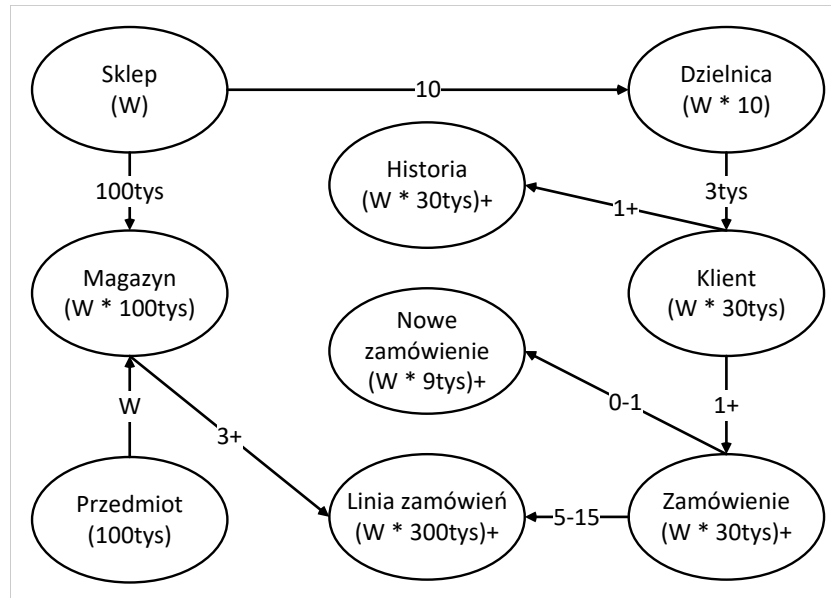 Sklep
(W)
10
Dzielnica
(W * 10)
Historia
(W * 30tys)+
100tys
3tys
1+
Magazyn
(W * 100tys)
Klient
(W * 30tys)
Nowe
zamówienie
(W * 9tys)+
W
0-1
1+
3+
Przedmiot
(100tys)
Linia zamówień
(W * 300tys)+
5-15
Zamówienie
(W * 30tys)+